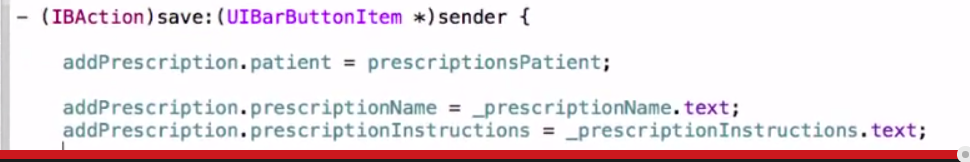 - (IBAction)save:(UIBarButtonItem *)sender {
addPrescription.patient = prescriptionsPatient;
addPrescription.prescriptionName = _prescriptionName.text;
addPrescription.prescriptionInstructions = _prescriptionInstructions.text;